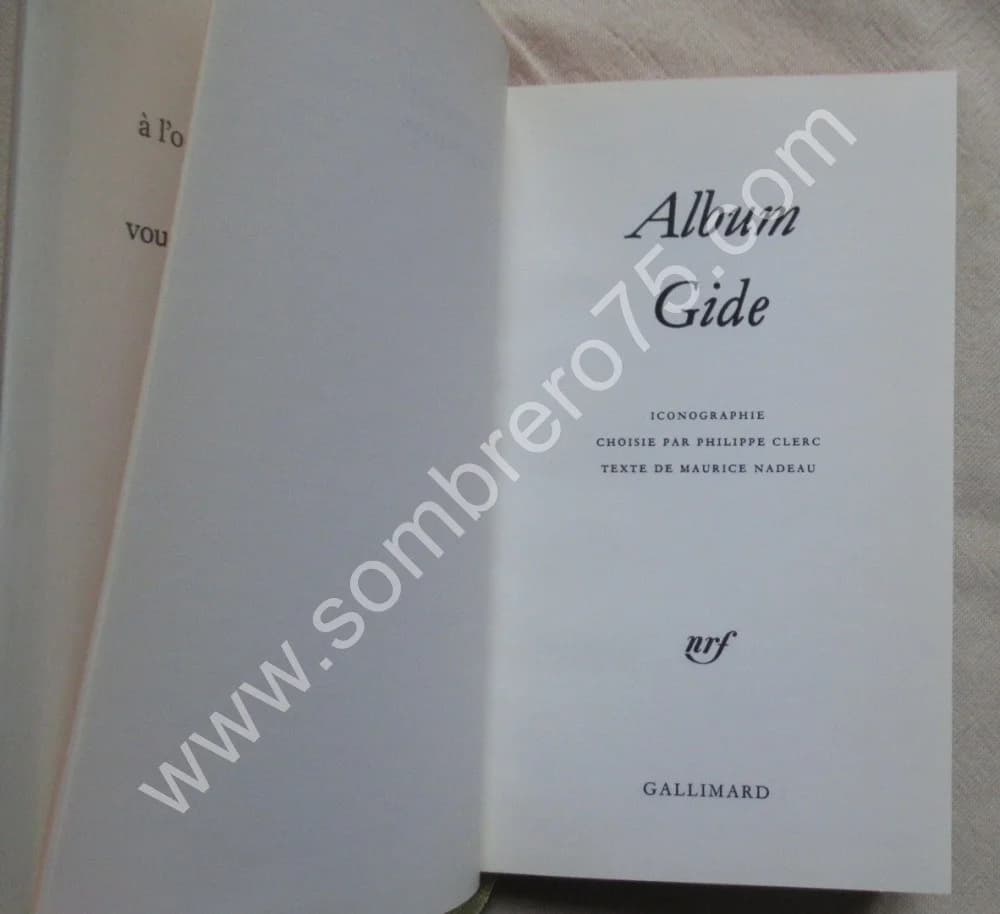 à l'o
vou
Album
Gide
ICONOGRAPHIE
CHOISIE PAR PHILIPPE CLERC
TEXTE DE MAURICE NADEAU
nrf
GALLIMARD
www.sombrero75.com